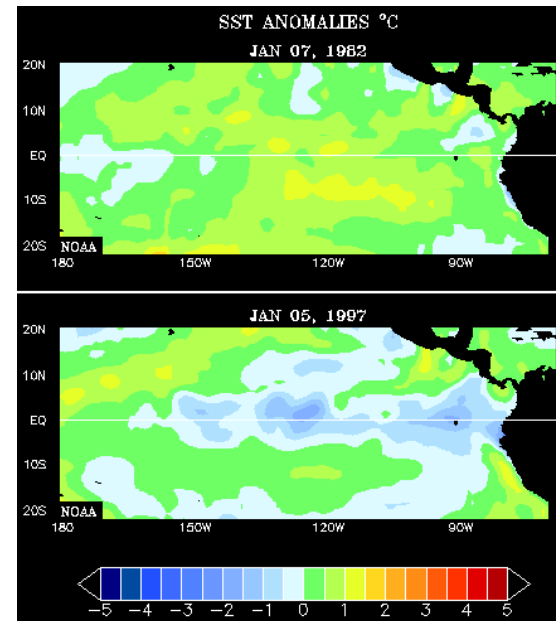 SST ANOMALIES °C
JAN 07, 1982
20N
10N
EQ
10S
20S
NOAA
180 150W 120W 90W
JAN 05, 1997
20N
10N
EQ
10S
20S
NOAA
180 150W 120W 90W
-5 -4 -3 -2 -1 0 1 2 3 4 5